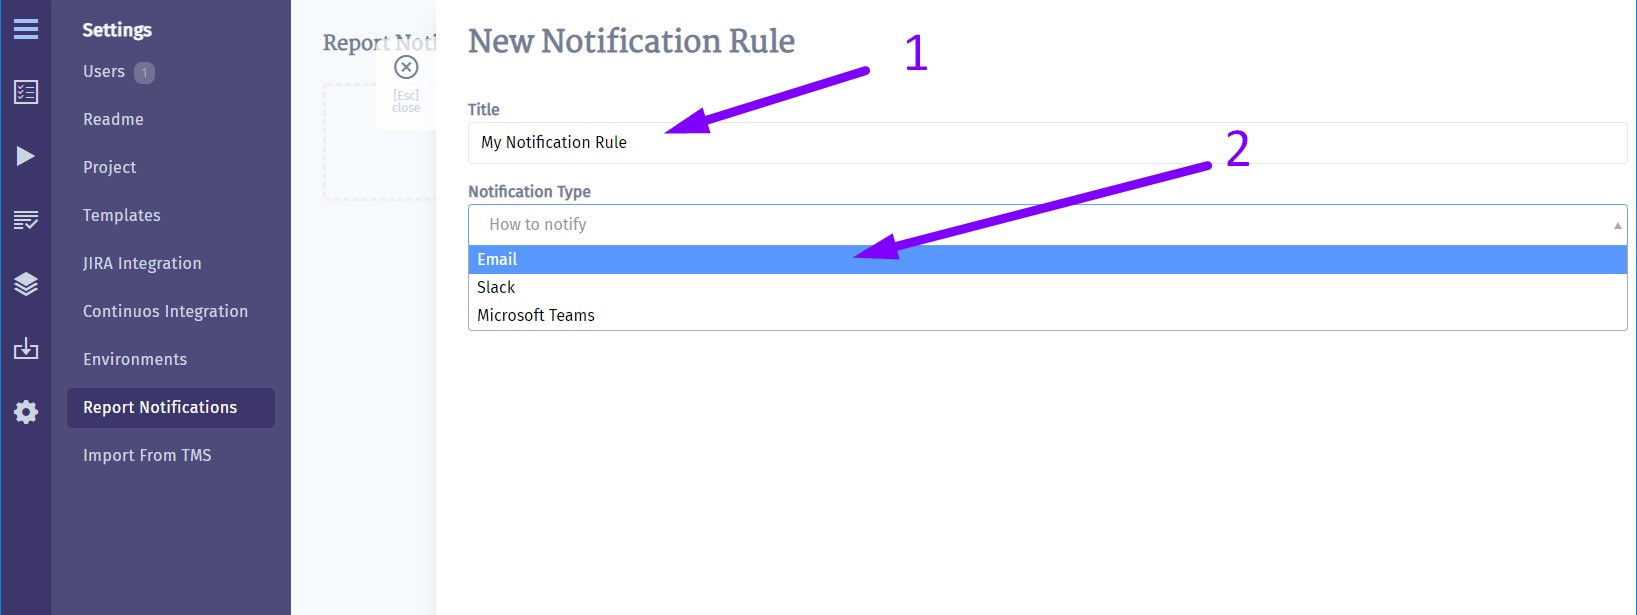 Settings
Users 1
Readme
Project
Templates
JIRA Integration
Continuos Integration
Environments
Report Notifications
Import From TMS
Report Noti
[Esc]
close
New Notification Rule
1
Title
My Notification Rule
2
Notification Type
How to notify
Email
Slack
Microsoft Teams